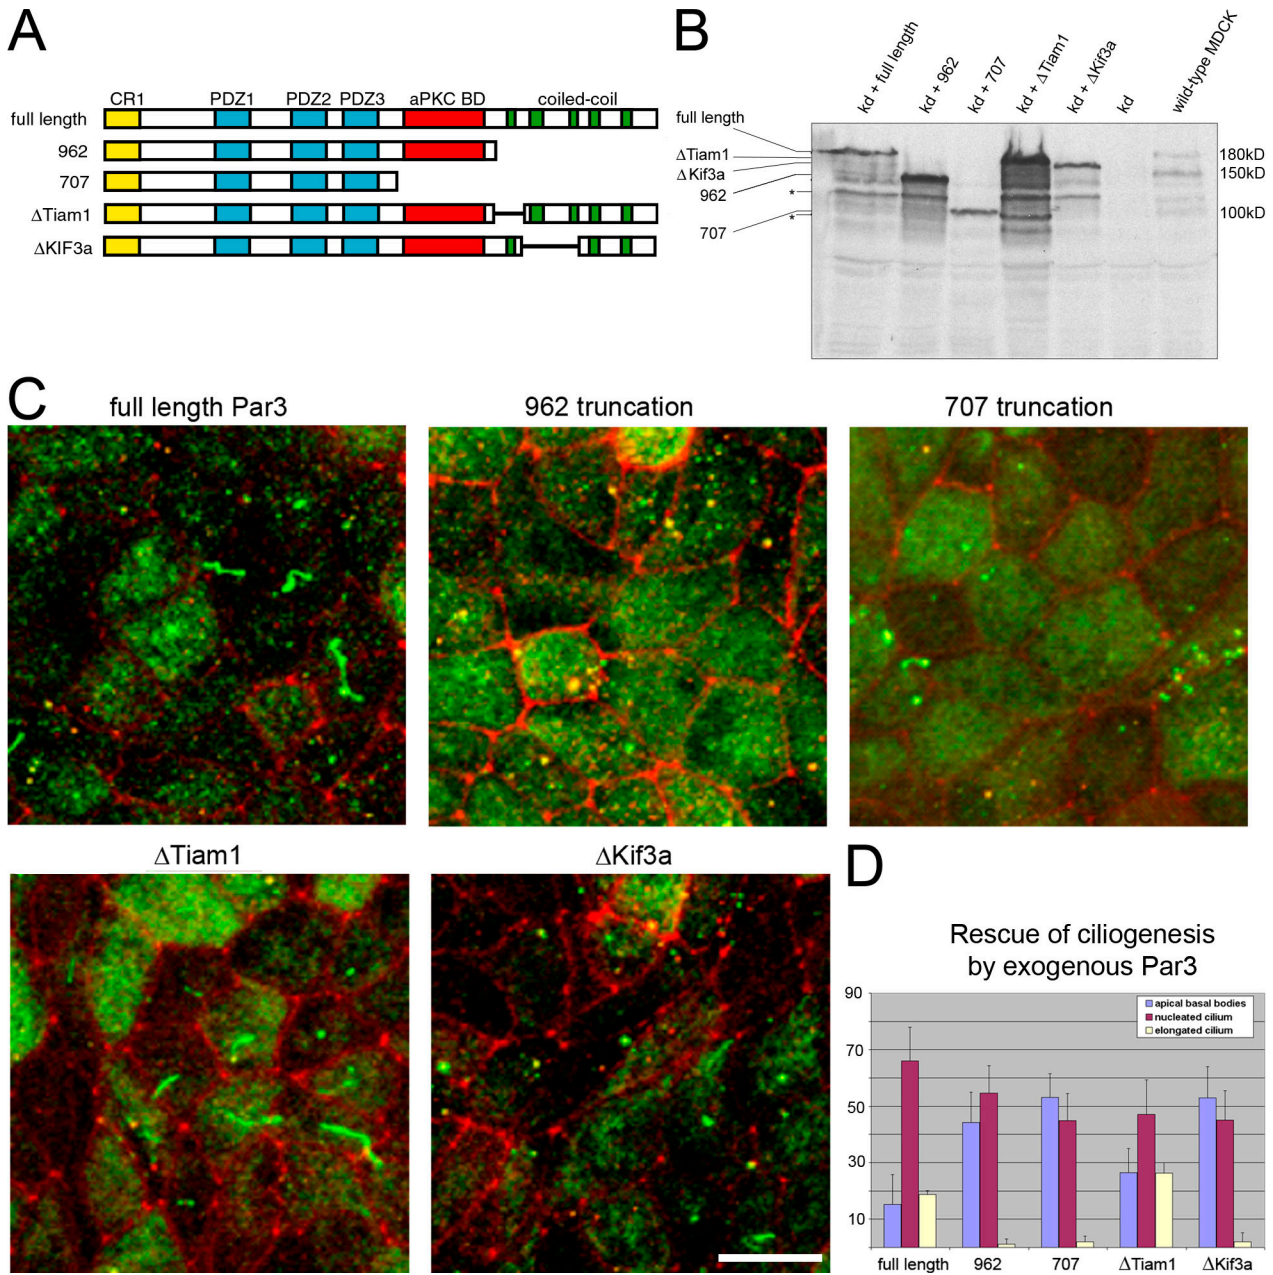 A
CR1 PDZ1 PDZ2 PDZ3 aPKC BD coiled-coil
full length
962
707
ΔTiam1
ΔKIF3a
B
kd + full length
kd + 962
kd + 707
kd + ΔTiam1
kd + ΔKif3a
kd
wild-type MDCK
full length
ΔTiam1
ΔKif3a
962
*
707
*
180kD
150kD
100kD
C
full length Par3
962 truncation
707 truncation
ΔTiam1
ΔKif3a
D
Rescue of ciliogenesis
by exogenous Par3
90
70
50
30
10
apical basal bodies
nucleated cilium
elongated cilium
full length 962 707 ΔTiam1 ΔKif3a